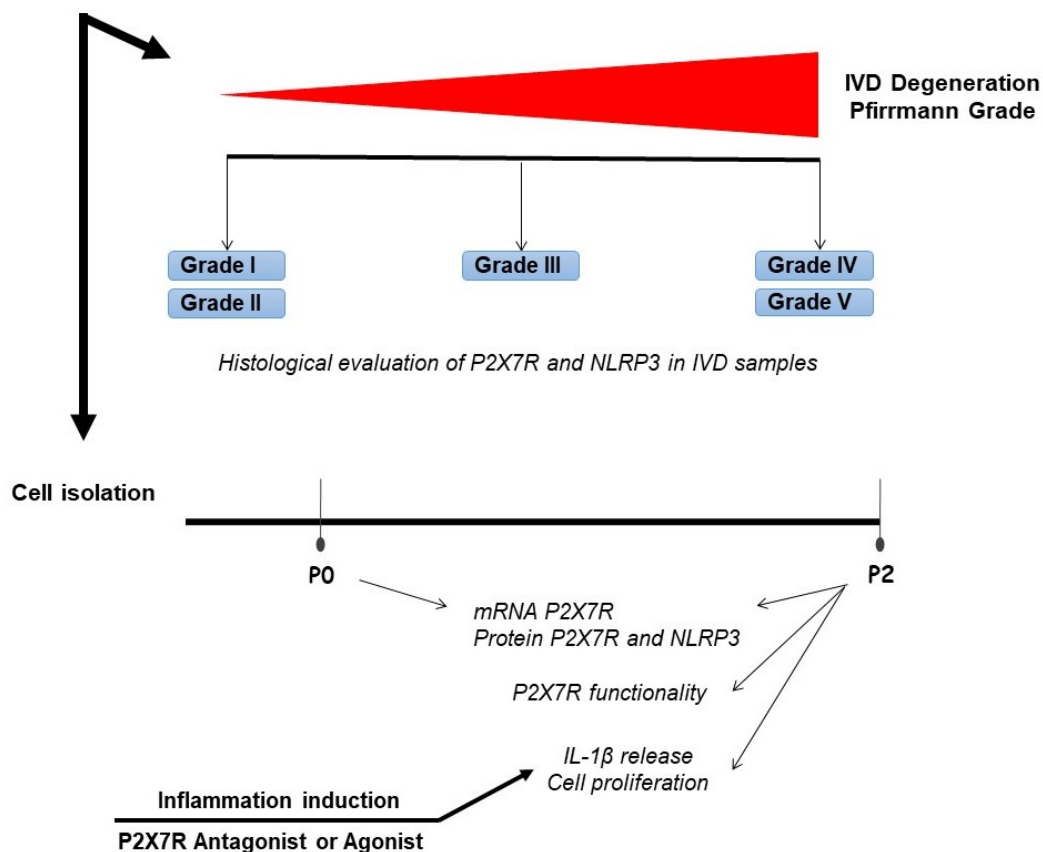 IVD Degeneration
Pfirrmann Grade
Grade I
Grade III
Grade IV
Grade II
Grade V
Histological evaluation of P2X7R and NLRP3 in IVD samples
Cell isolation
P0
P2
mRNA P2X7R
Protein P2X7R and NLRP3
P2X7R functionality
IL-1β release
Cell proliferation
Inflammation induction
P2X7R Antagonist or Agonist